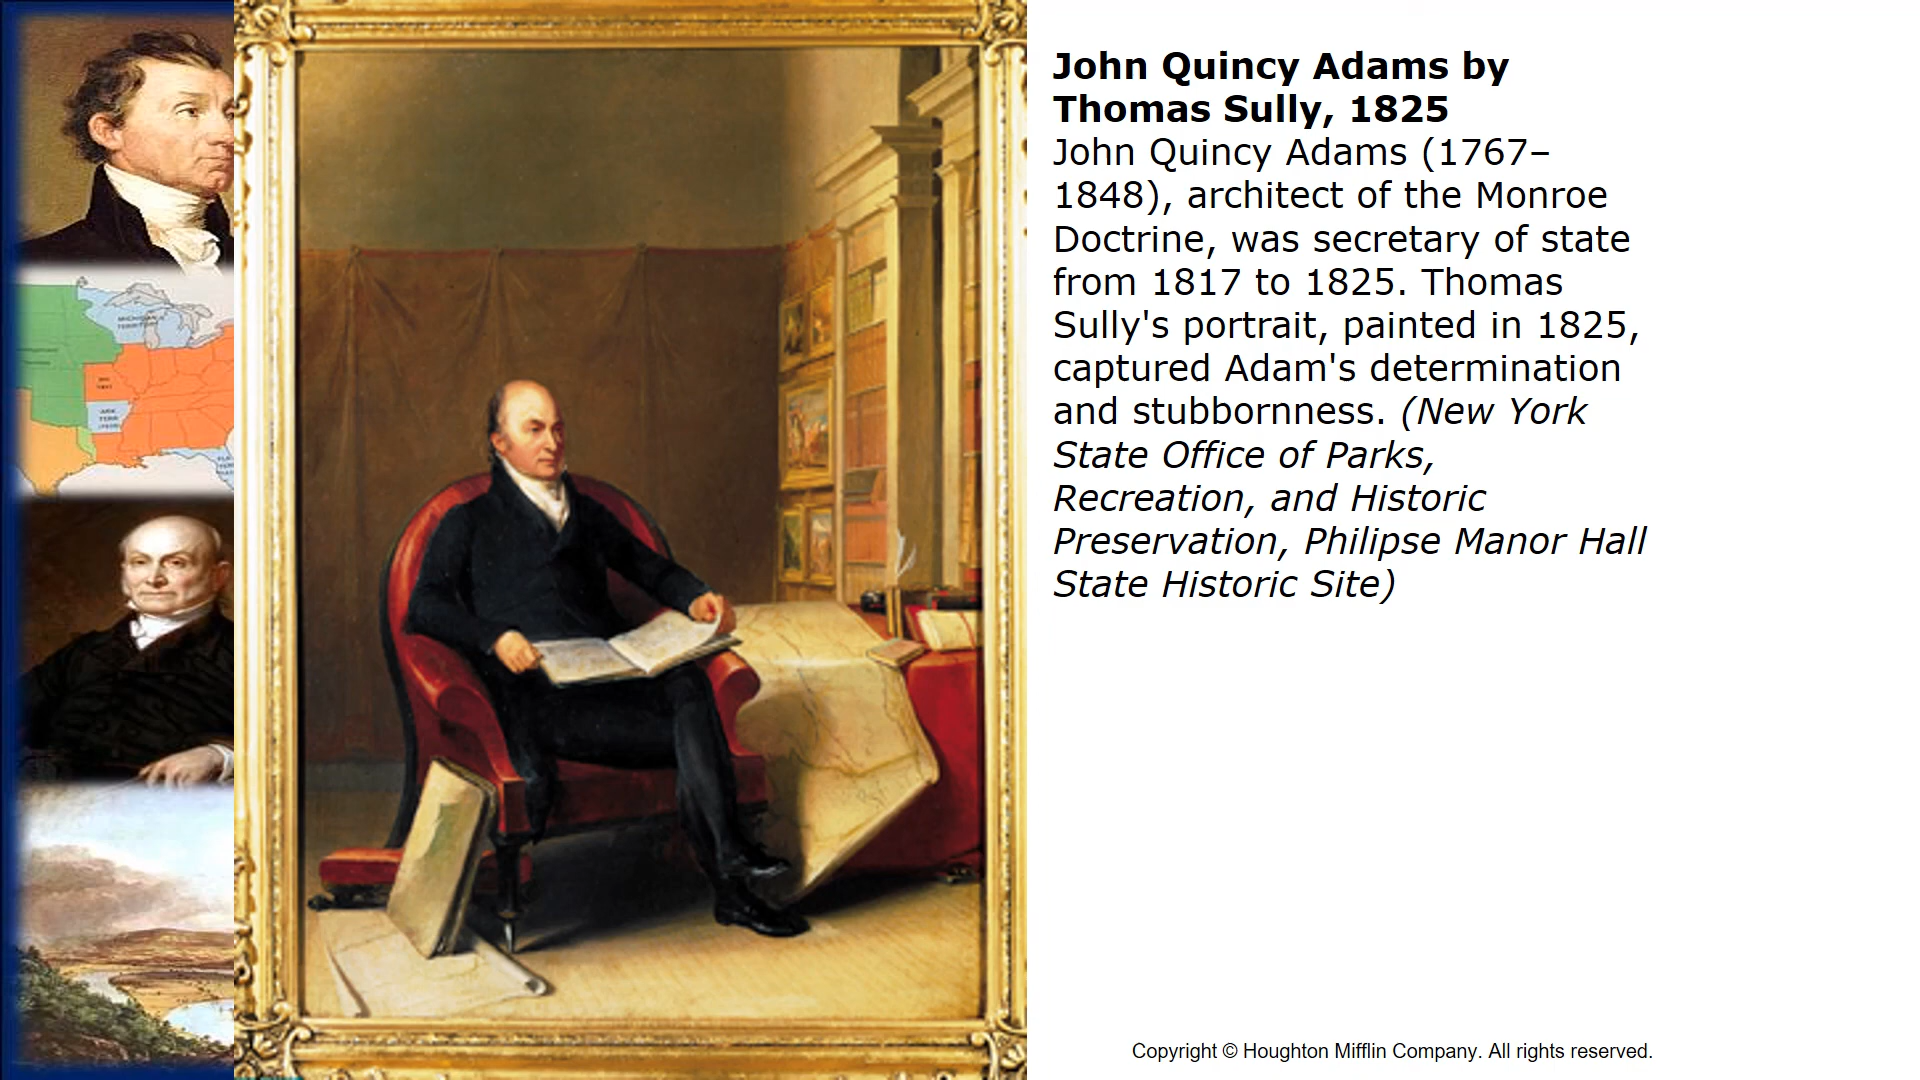 John Quincy Adams by
Thomas Sully, 1825
John Quincy Adams (1767–
1848), architect of the Monroe
Doctrine, was secretary of state
from 1817 to 1825. Thomas
Sully's portrait, painted in 1825,
captured Adam's determination
and stubbornness. (New York
State Office of Parks,
Recreation, and Historic
Preservation, Philipse Manor Hall
State Historic Site)
Copyright © Houghton Mifflin Company. All rights reserved.
MICHIGAN
TERRITORY